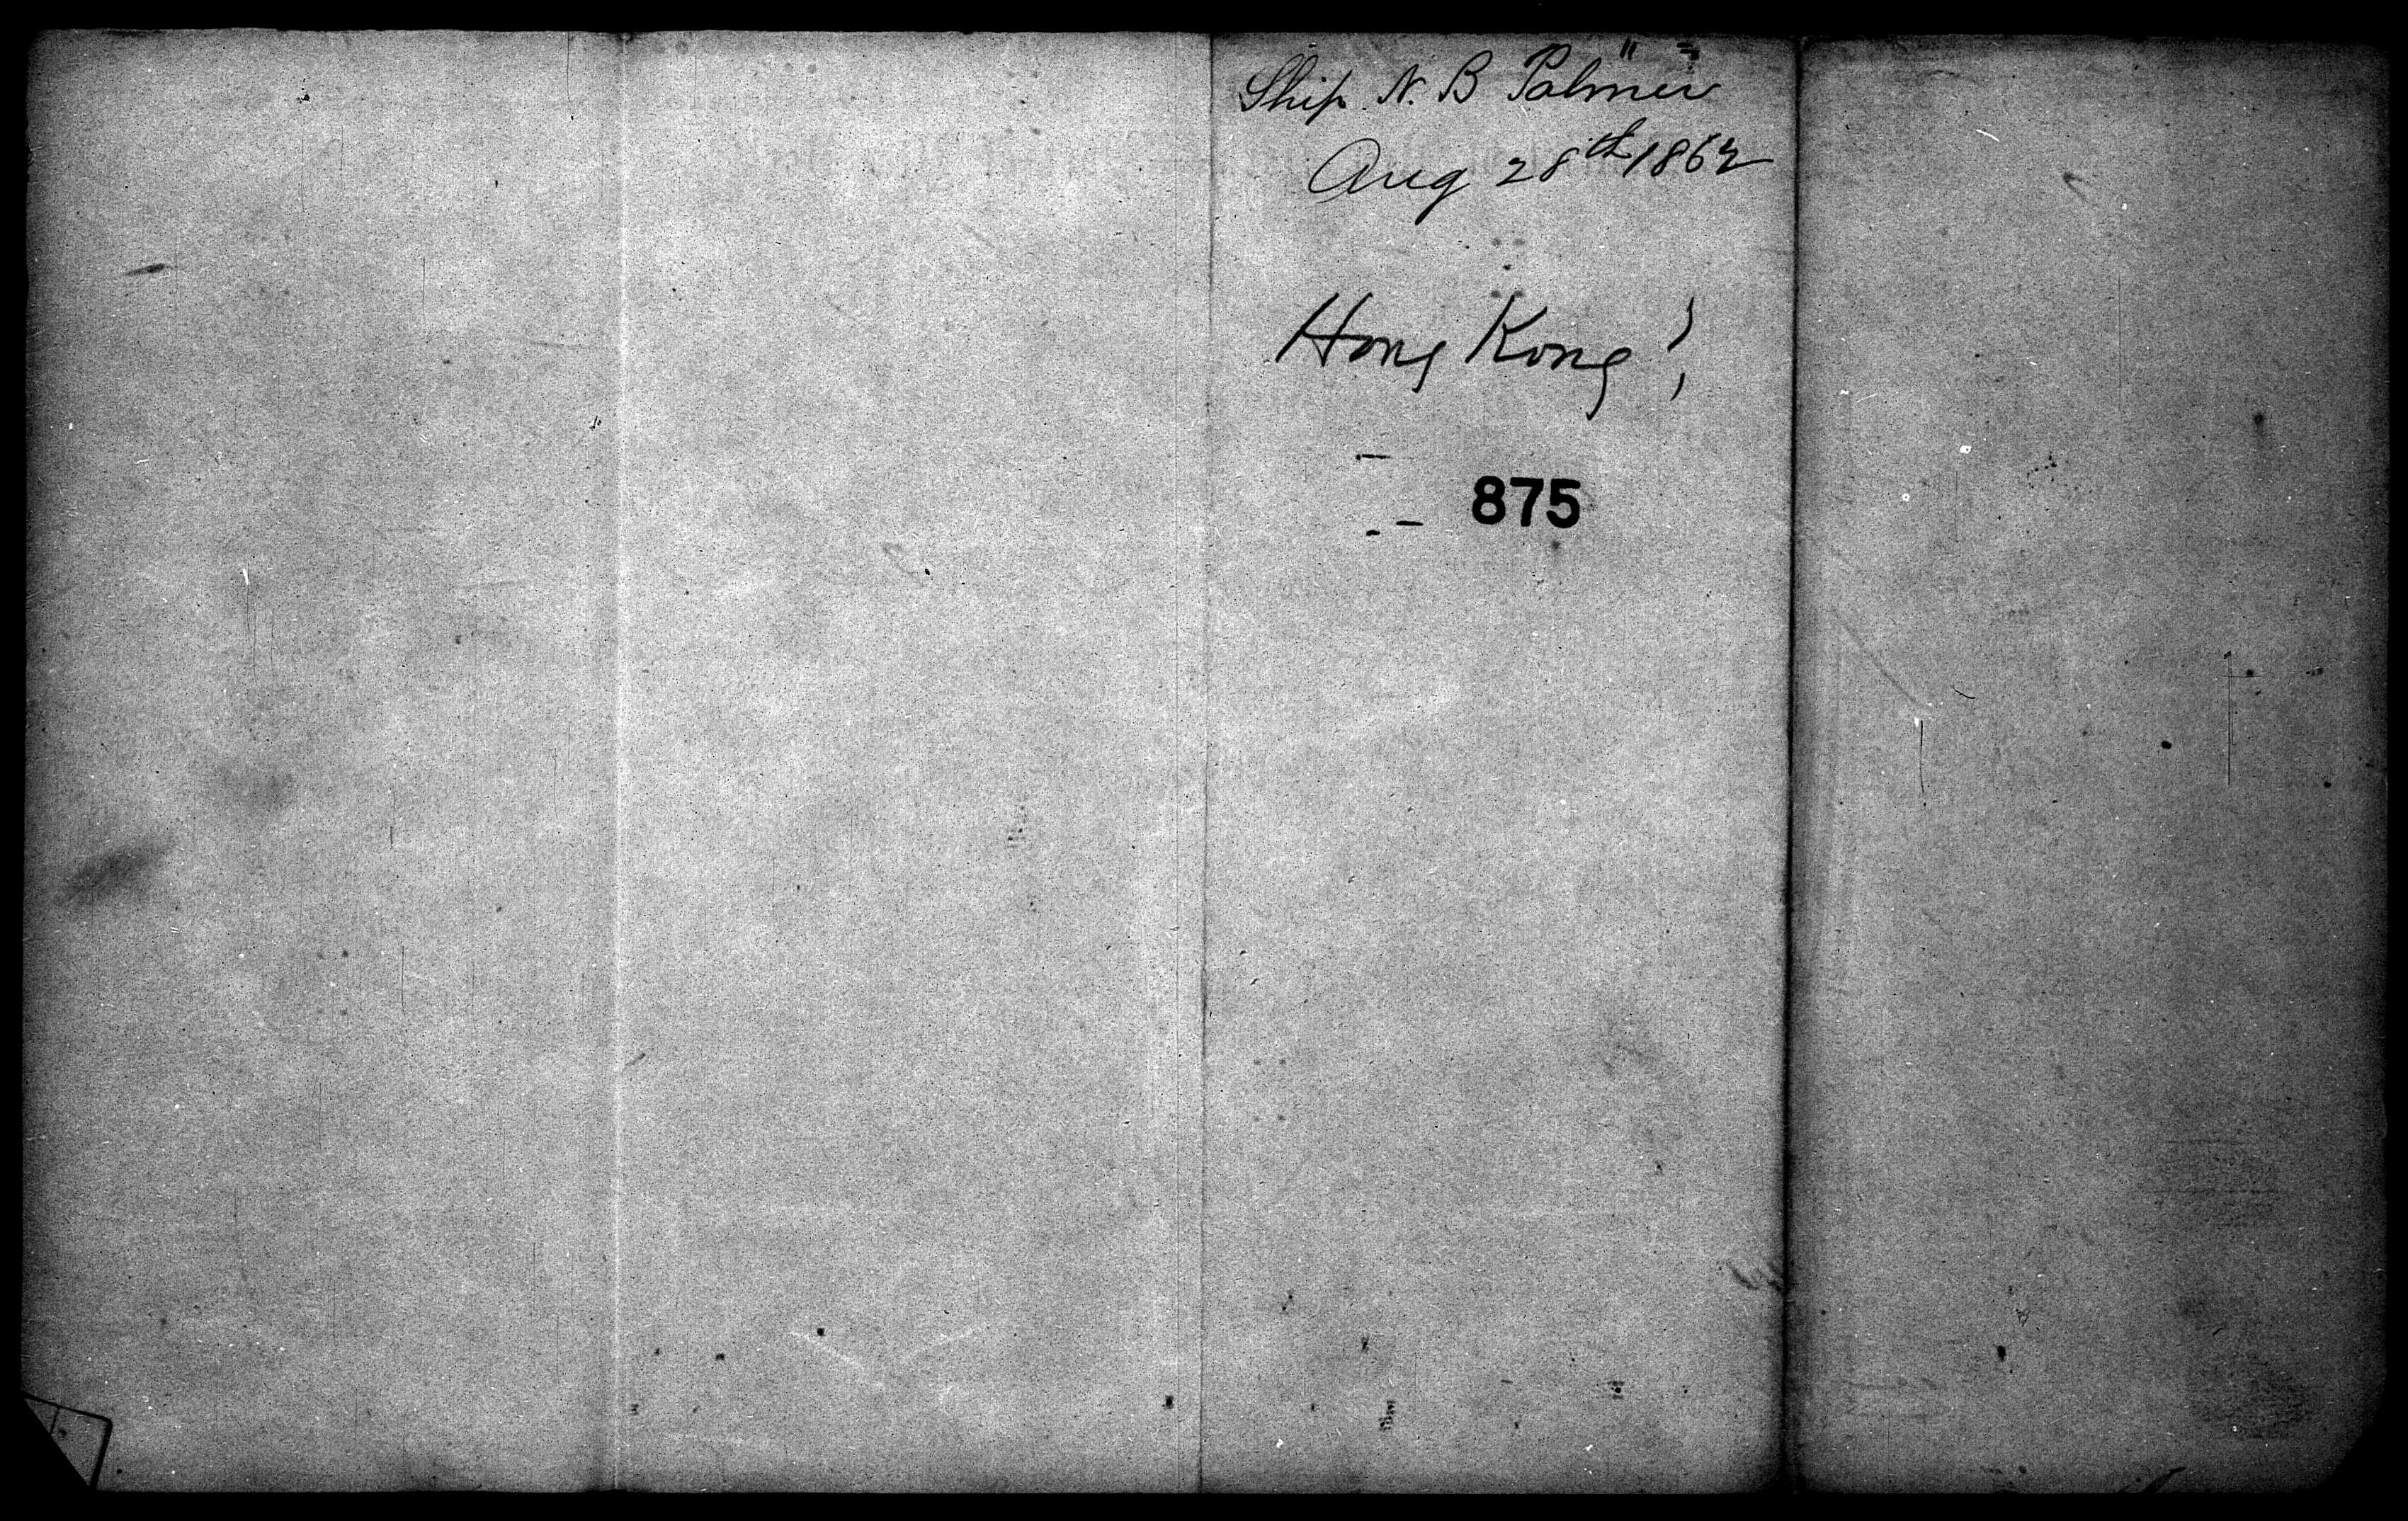 Ship N. B Palmer
Aug 28th 1862
Hong Kong!
875